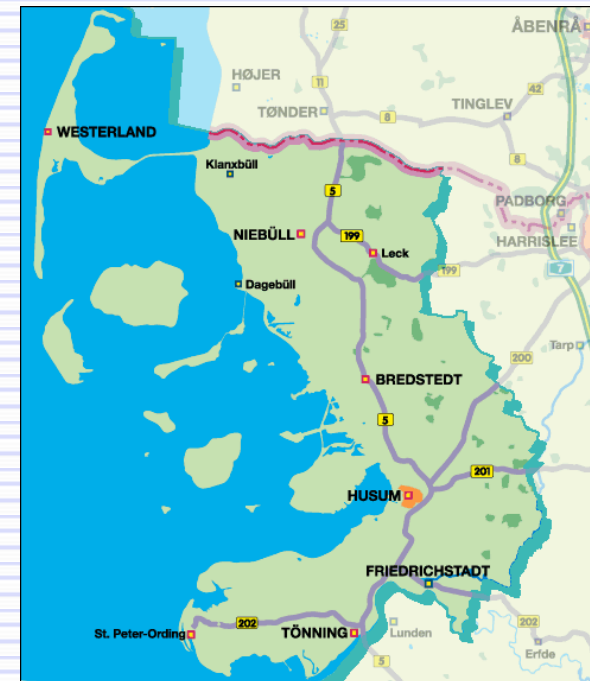 25
ÅBENRÅ
HØJER
11
42
TØNDER
TINGLEV
8
WESTERLAND
8
Klanxbüll
5
PADBORG
NIEBÜLL
199
HARRISLEE
Leck
199
7
Dagebüll
Tarp
200
BREDSTEDT
5
201
HUSUM
FRIEDRICHSTADT
202
202
St. Peter-Ording
TÖNNING
Lunden
Erfde
5